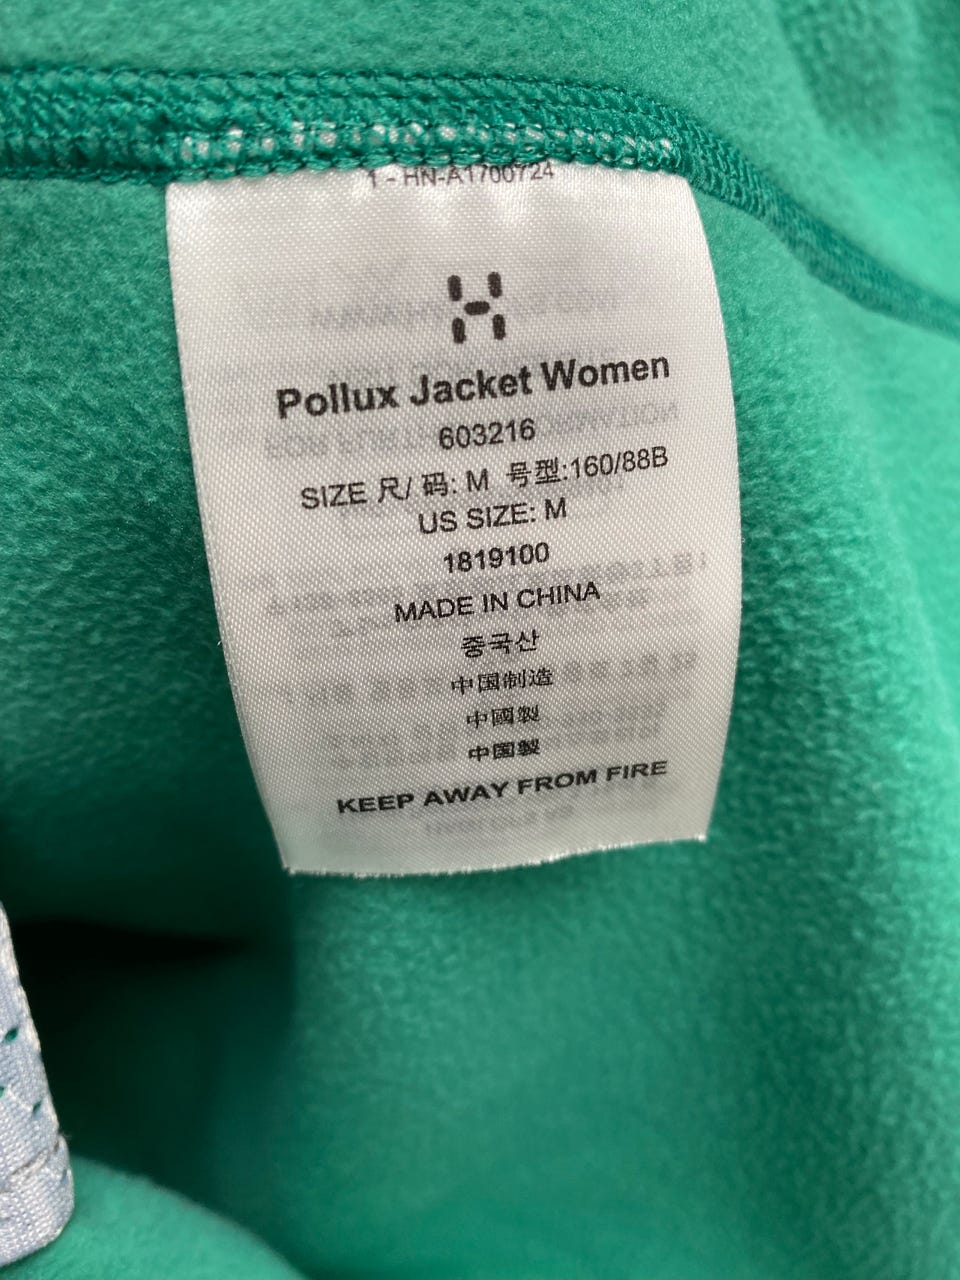 1 - HN-A1700724
Pollux Jacket Women
603216
SIZE 尺/ 码: M 号型:160/88B
US SIZE: M
1819100
MADE IN CHINA
중국산
中国制造
中國製
中国製
KEEP AWAY FROM FIRE